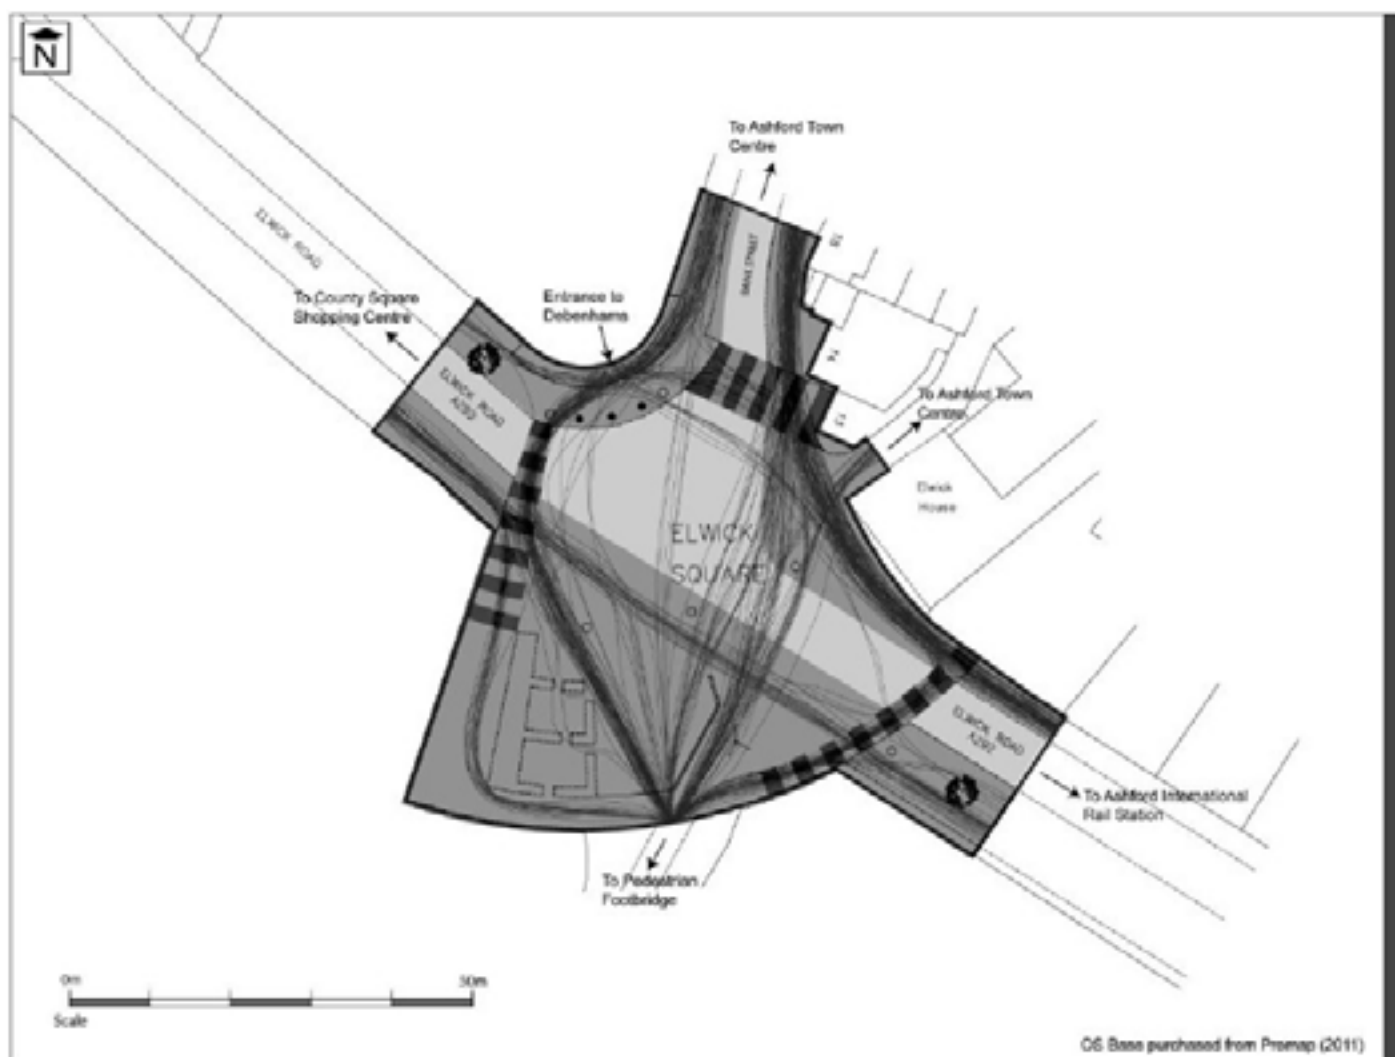 N
To Ashford Town
Centre
ELWICK ROAD
BANK STREET
To County Square
Shopping Centre
Entrance to
Debenhams
ELWICK ROAD
A292
To Ashford Town
Centre
Elwick
House
ELWICK
SQUARE
ELWICK ROAD
A292
To Ashford International
Rail Station
To Pedestrian
Footbridge
0m
Scale
OS Base purchased from Promap (2011)